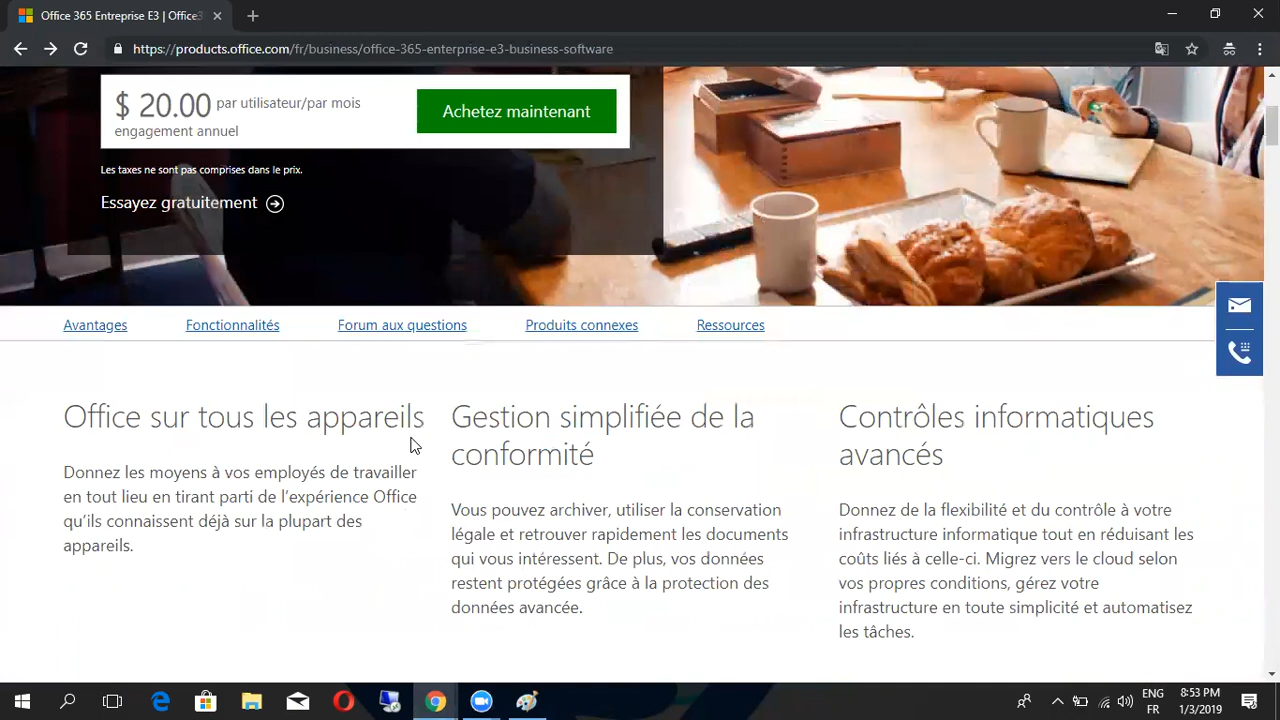 Office 365 Entreprise E3 | Office
https://products.office.com/fr/business/office-365-enterprise-e3-business-software
$ 20.00 par utilisateur/par mois
engagement annuel
Achetez maintenant
Les taxes ne sont pas comprises dans le prix.
Essayez gratuitement
Avantages
Fonctionnalités
Forum aux questions
Produits connexes
Ressources
Office sur tous les appareils
Donnez les moyens à vos employés de travailler
en tout lieu en tirant parti de l'expérience Office
qu'ils connaissent déjà sur la plupart des
appareils.
Gestion simplifiée de la
conformité
Vous pouvez archiver, utiliser la conservation
légale et retrouver rapidement les documents
qui vous intéressent. De plus, vos données
restent protégées grâce à la protection des
données avancée.
Contrôles informatiques
avancés
Donnez de la flexibilité et du contrôle à votre
infrastructure informatique tout en réduisant les
coûts liés à celle-ci. Migrez vers le cloud selon
vos propres conditions, gérez votre
infrastructure en toute simplicité et automatisez
les tâches.
ENG
FR
8:53 PM
1/3/2019